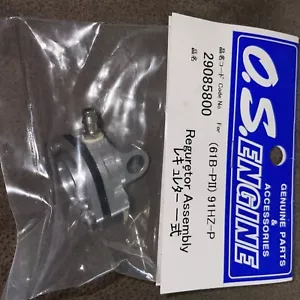 O.S.ENGINE
GENUINE PARTS
&
ACCESSORIES
品名コード Code No.
29085800
For
(61B-PII) 91HZ-P
品名
Reguretor Assembly
レギュレター一式